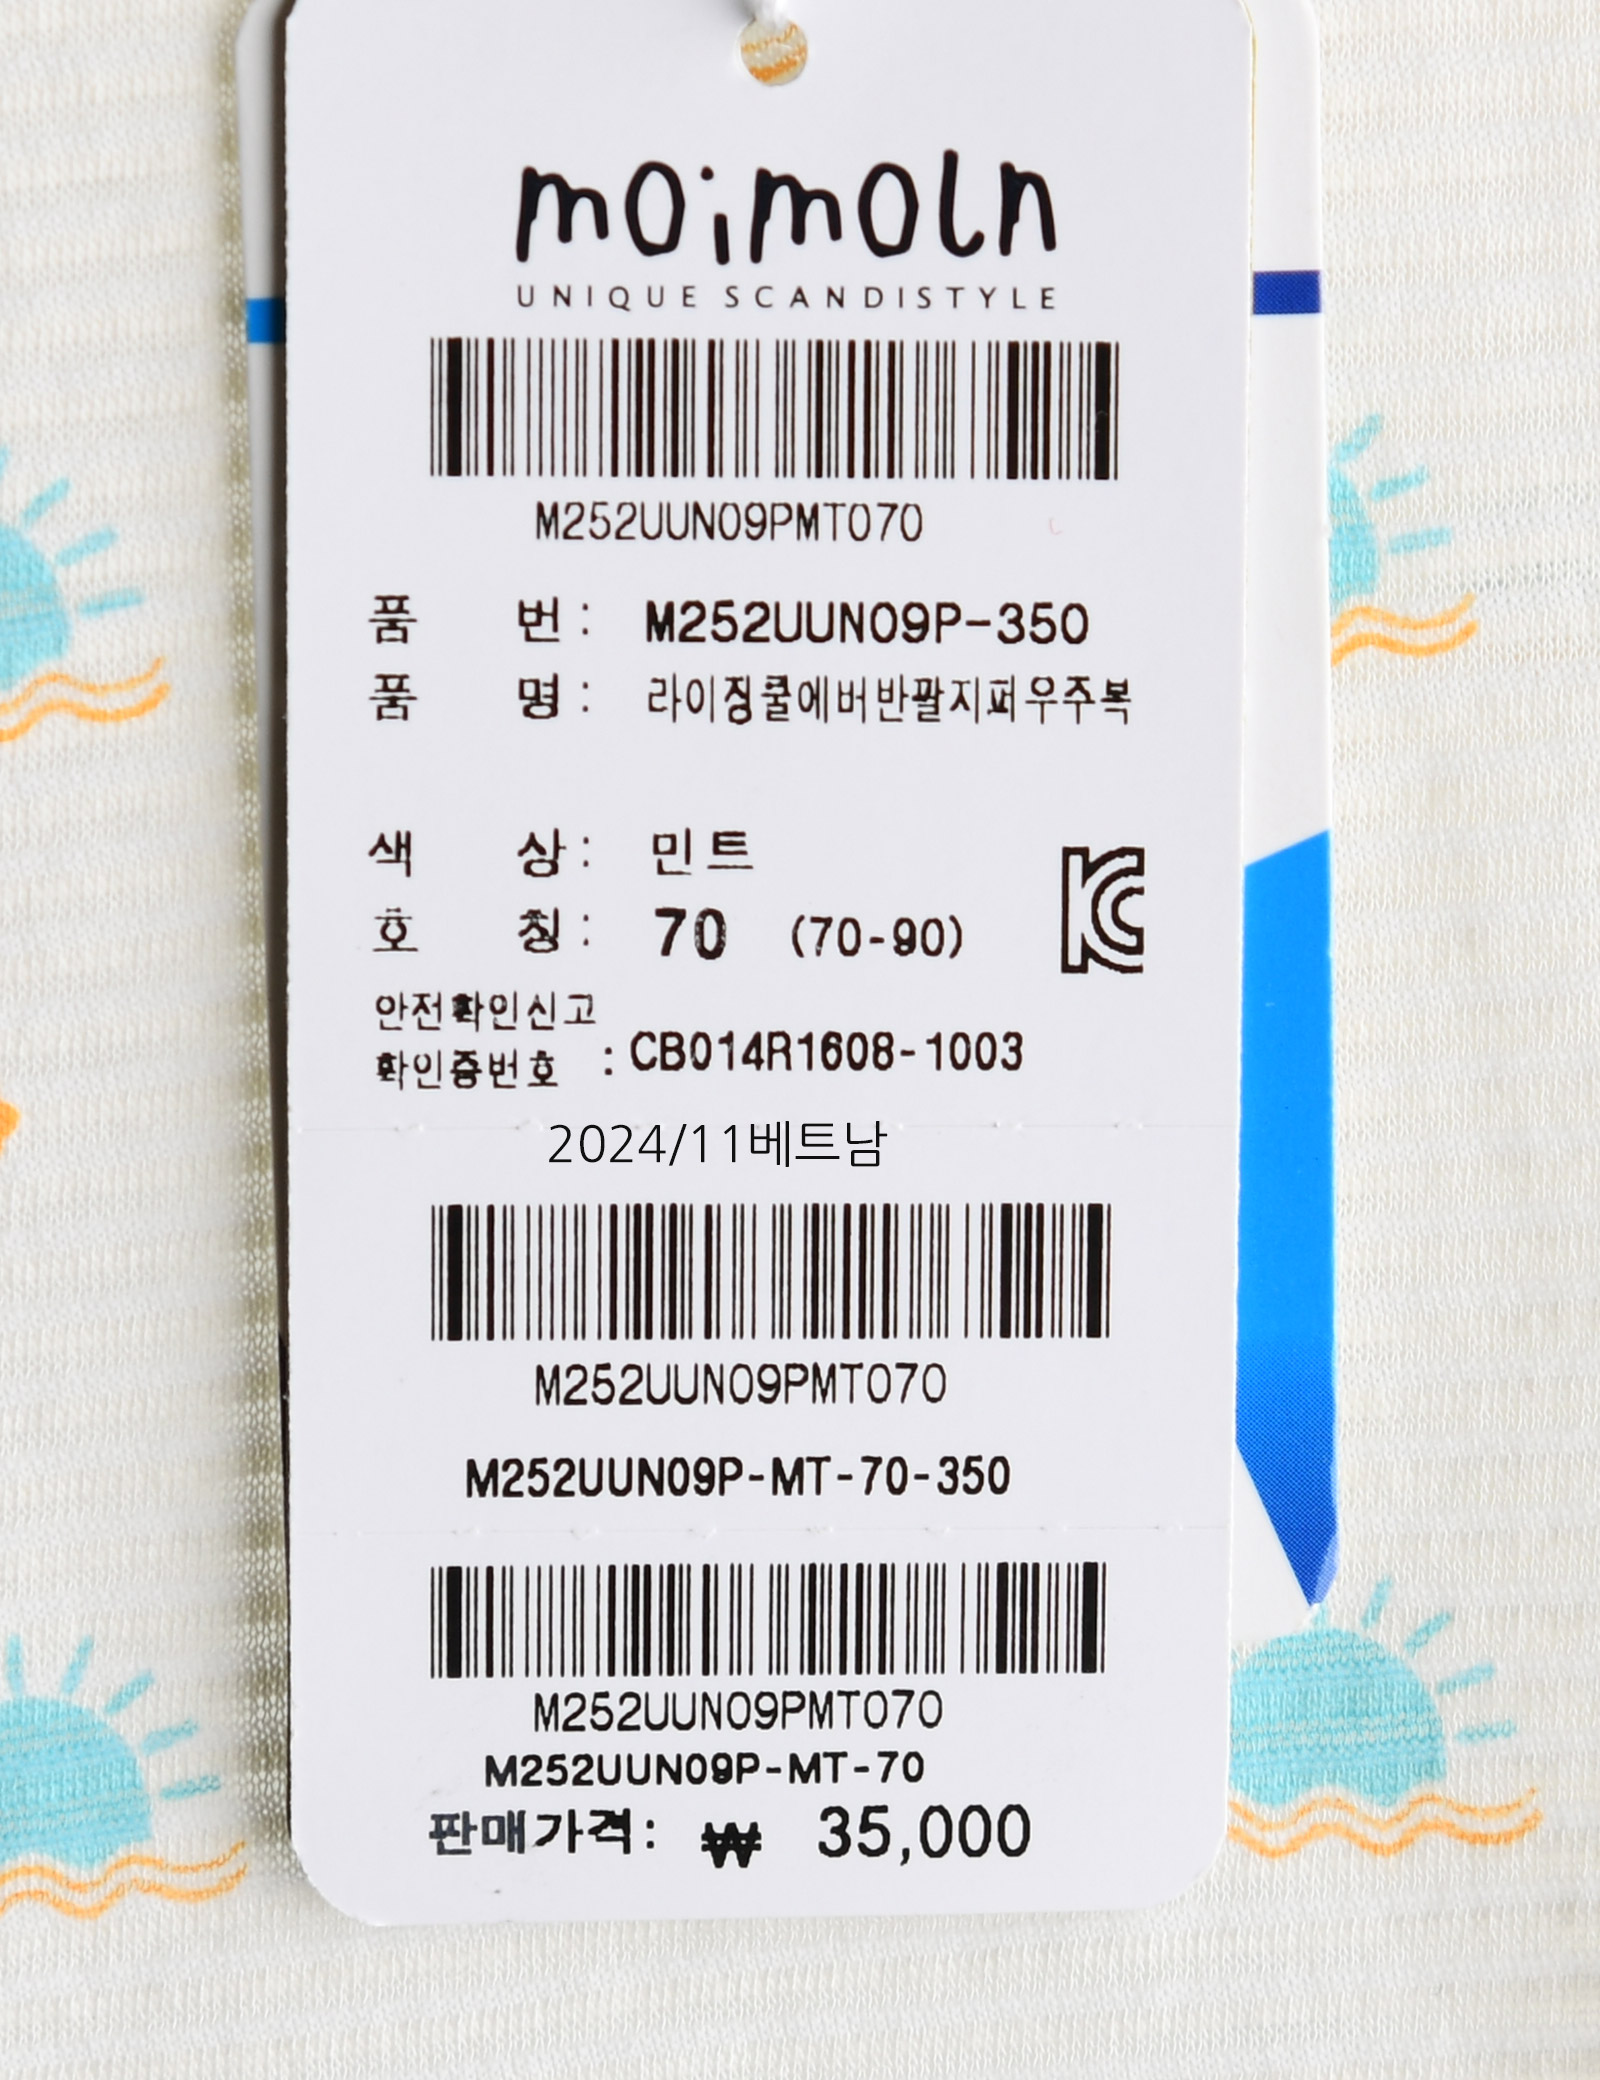 moimoln
UNIQUE SCANDISTYLE
M252UUN09PMT070
품 번 : M252UUN09P-350
품 명 : 라이징쿨에버반팔지퍼우주복
색 상 : 민트
호 칭 : 70 (70-90)
안전확인신고
확인증번호 : CB014R1608-1003
2024/11베트남
M252UUN09PMT070
M252UUN09P-MT-70-350
M252UUN09PMT070
M252UUN09P-MT-70
판매가격: ₩ 35,000